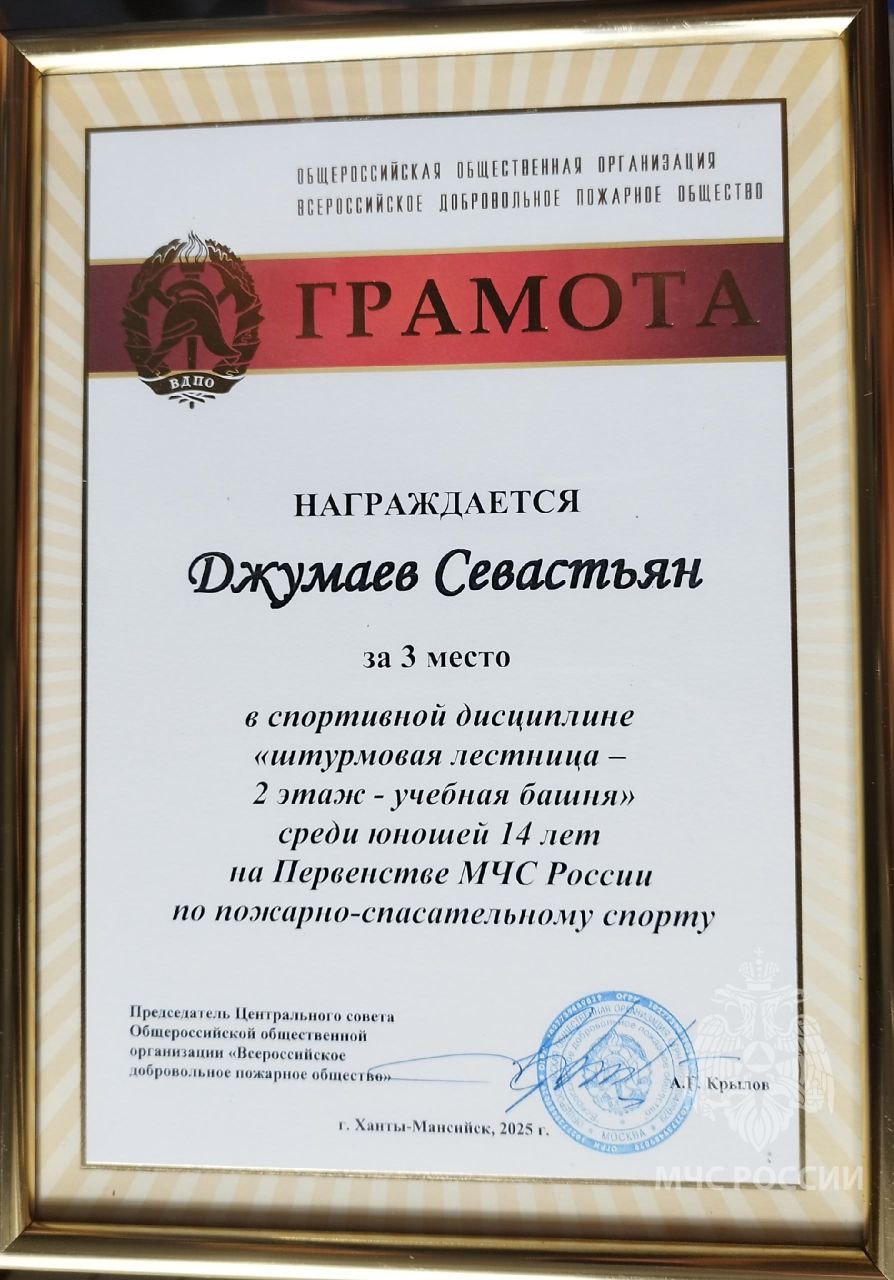 ОБЩЕРОССИЙСКАЯ ОБЩЕСТВЕННАЯ ОРГАНИЗАЦИЯ
ВСЕРОССИЙСКОЕ ДОБРОВОЛЬНОЕ ПОЖАРНОЕ ОБЩЕСТВО
ГРАМОТА
ВДПО
НАГРАЖДАЕТСЯ
Джумаев Севастьян
за 3 место
в спортивной дисциплине
«штурмовая лестница –
2 этаж - учебная башня»
среди юношей 14 лет
на Первенстве МЧС России
по пожарно-спасательному спорту
Председатель Центрального совета
Общероссийской общественной
организации «Всероссийское
добровольное пожарное общество»
А.Г. Крылов
МОСКВА
г. Ханты-Мансийск, 2025 г.
МЧС РОССИИ